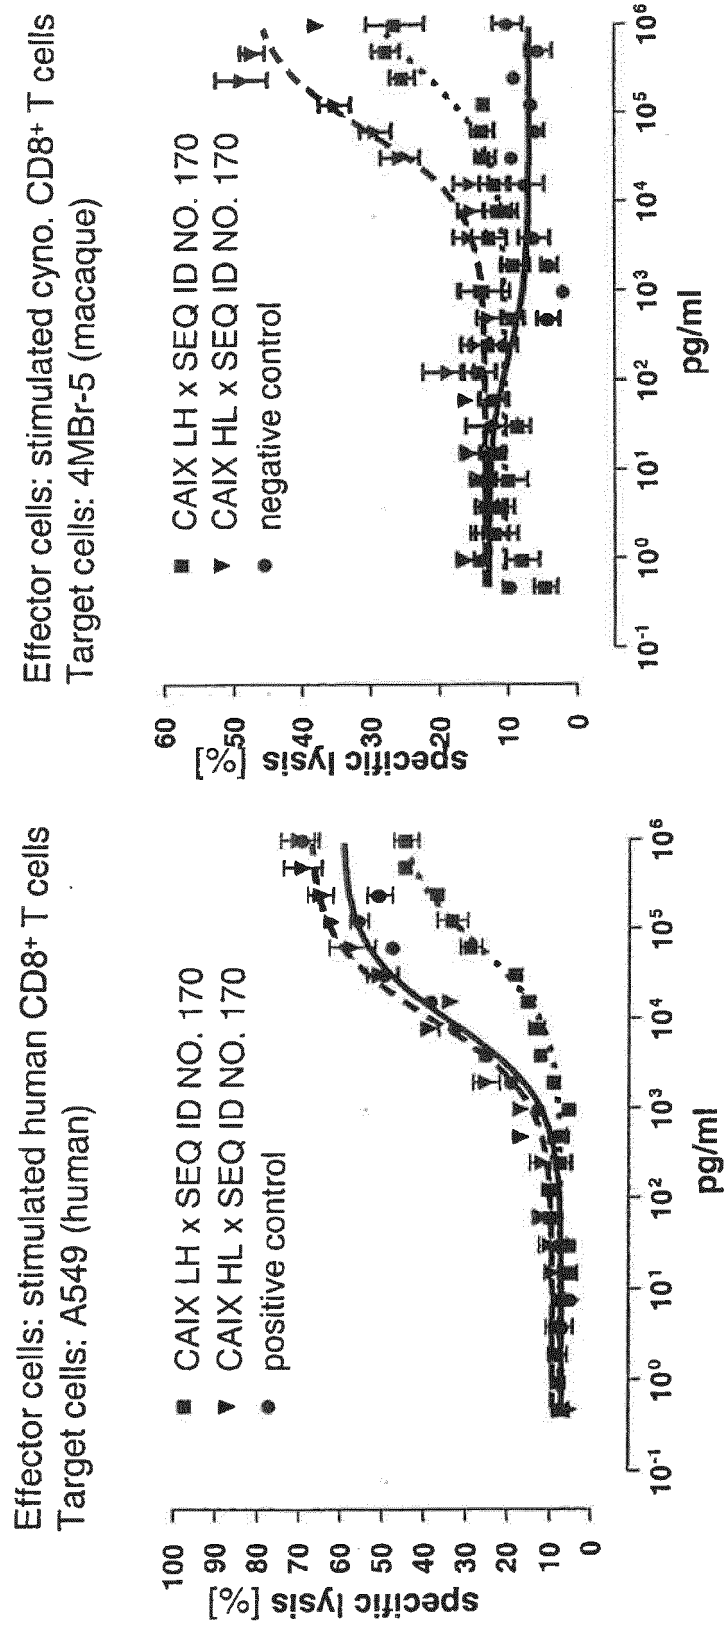 Effector cells: stimulated human CD8+ T cells
Target cells: A549 (human)
CAIX LH x SEQ ID NO. 170
CAIX HL x SEQ ID NO. 170
positive control
specific lysis [%]
100
90
80
70
60
50
40
30
20
10
0
10-1
100
101
102
103
104
105
106
pg/ml
Effector cells: stimulated cyno. CD8+ T cells
Target cells: 4MBr-5 (macaque)
CAIX LH x SEQ ID NO. 170
CAIX HL x SEQ ID NO. 170
negative control
specific lysis [%]
60
50
40
30
20
10
0
10-1
100
101
102
103
104
105
106
pg/ml